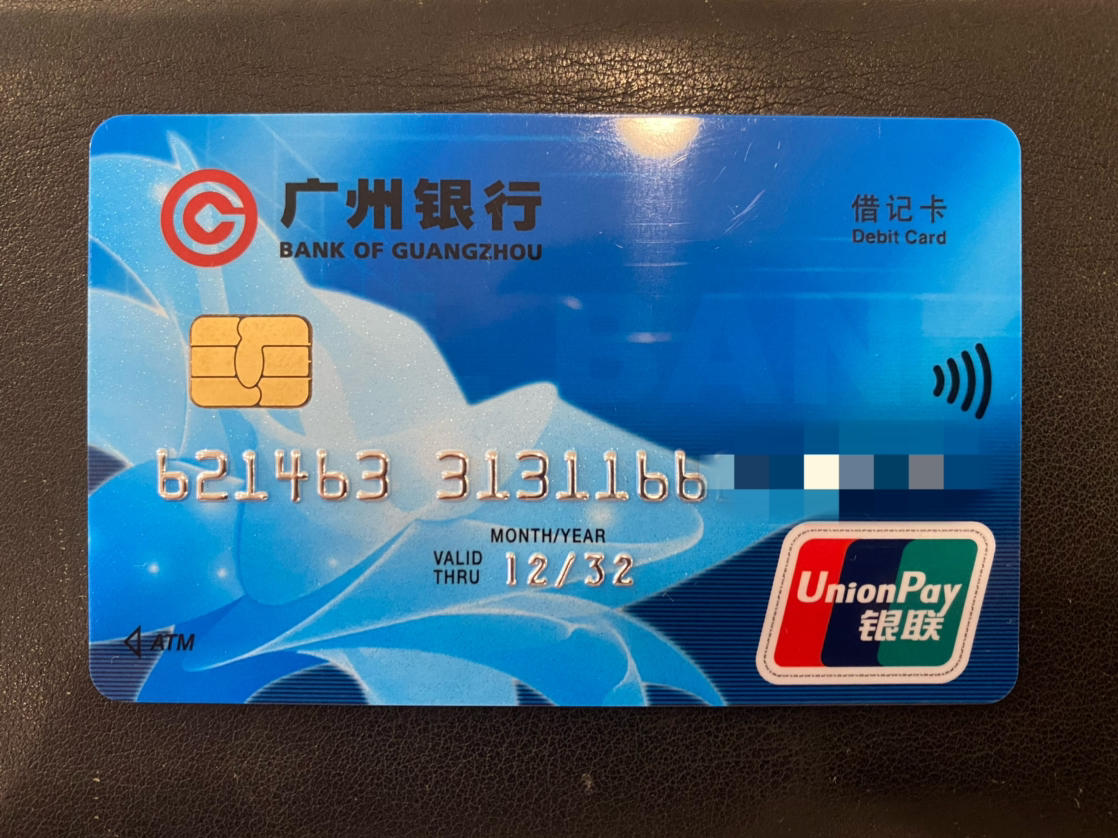 广州银行
BANK OF GUANGZHOU
借记卡
Debit Card
BAN
621463 3131166
MONTH/YEAR
VALID THRU 12/32
ATM
UnionPay
银联